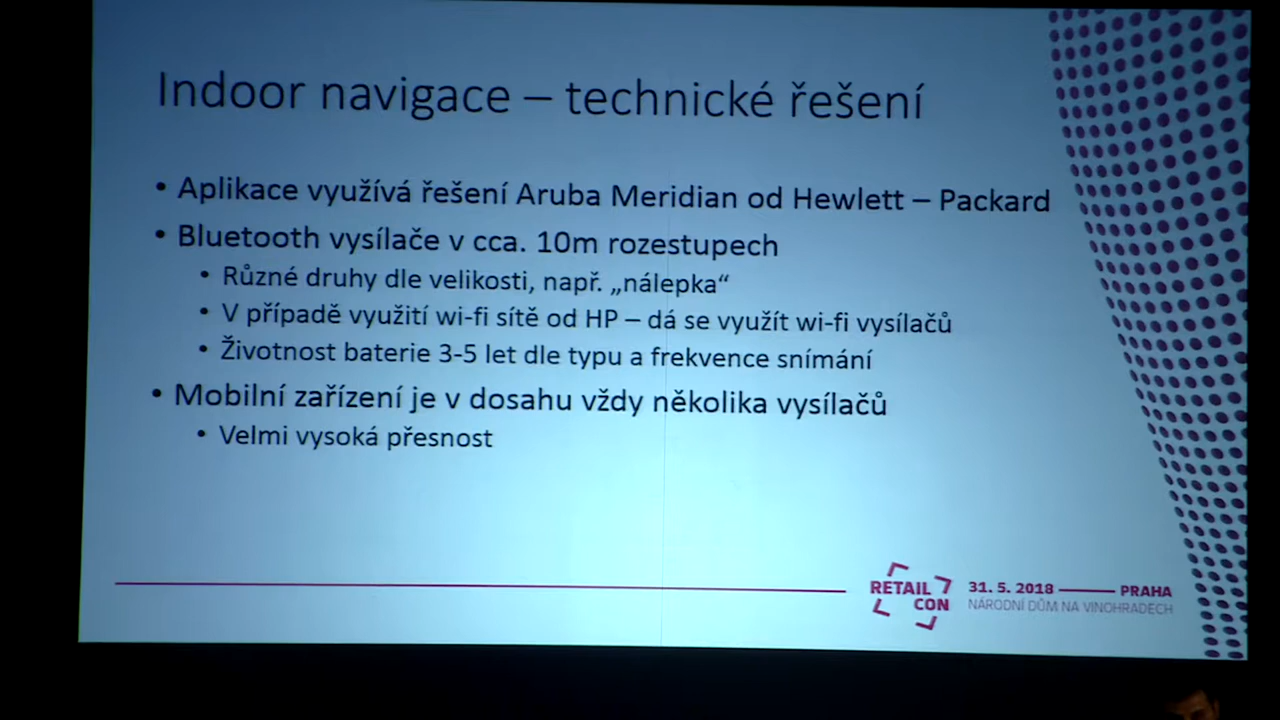 Indoor navigace – technické řešení
• Aplikace využívá řešení Aruba Meridian od Hewlett – Packard
• Bluetooth vysílače v cca. 10m rozestupech
• Různé druhy dle velikosti, např. „nálepka“
• V případě využití wi-fi sítě od HP – dá se využít wi-fi vysílačů
• Životnost baterie 3-5 let dle typu a frekvence snímání
• Mobilní zařízení je v dosahu vždy několika vysílačů
• Velmi vysoká přesnost
RETAIL
CON
31. 5. 2018 — PRAHA
NÁRODNÍ DŮM NA VINOHRADECH